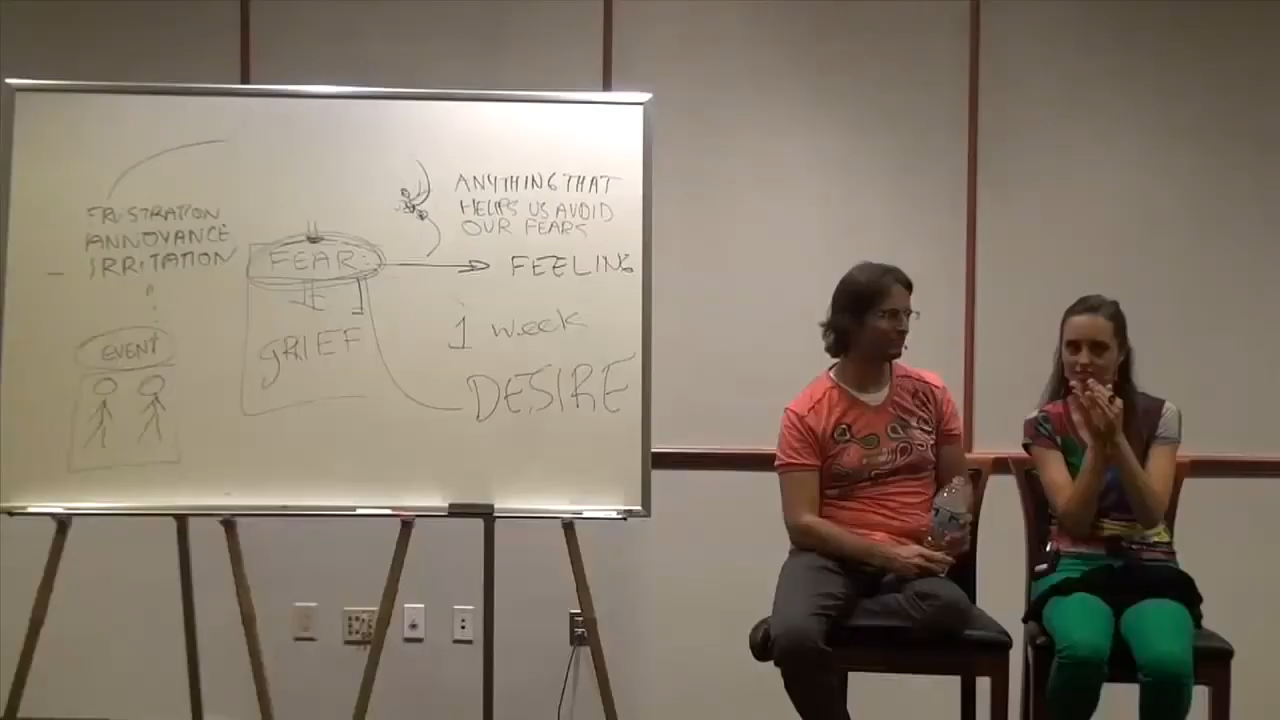 FRUSTRATION
ANNOYANCE
IRRITATION
EVENT
FEAR
GRIEF
ANYTHING THAT
HELPS US AVOID
OUR FEARS
FEELING
1 week
DESIRE